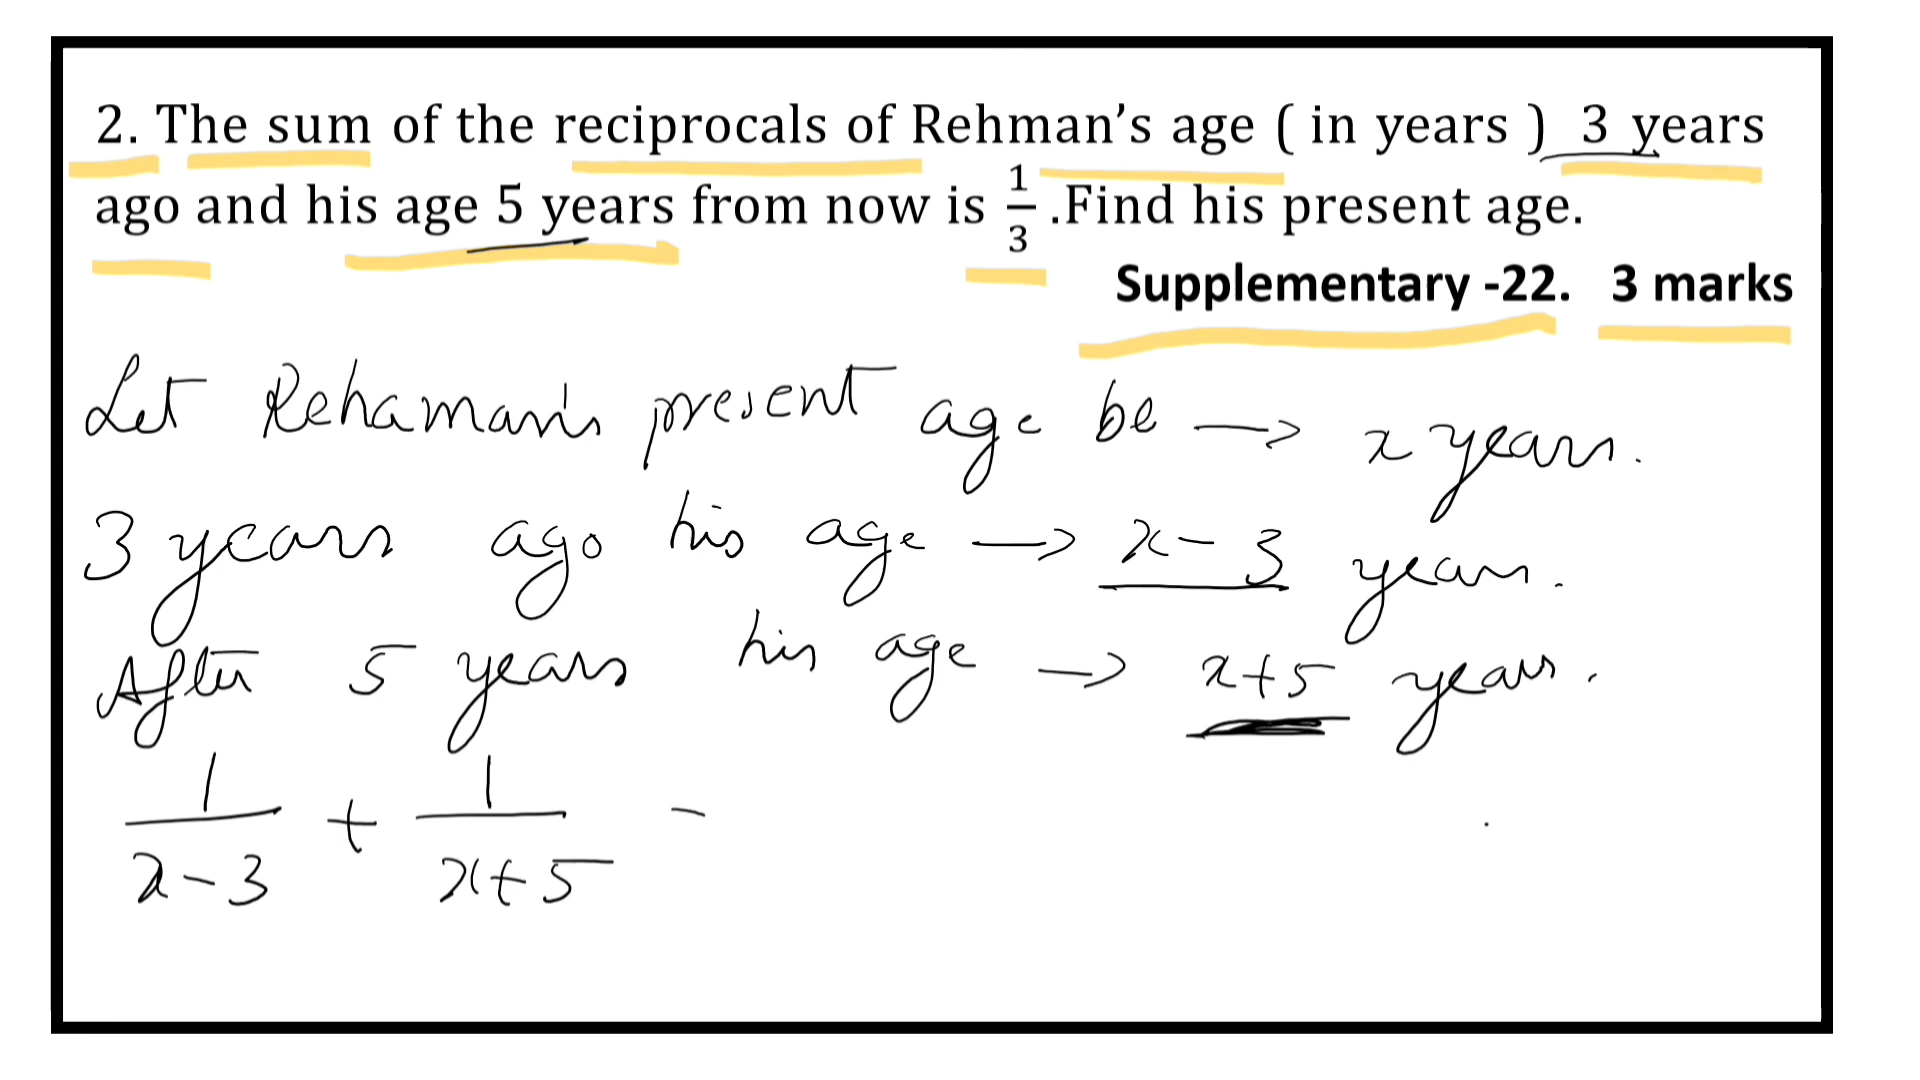 2. The sum of the reciprocals of Rehman’s age ( in years ) 3 years
ago and his age 5 years from now is 1/3 .Find his present age.
Supplementary -22. 3 marks
Let Rehaman's present age be → x years.
3 years ago his age → x - 3 years.
After 5 years his age → x+5 years.
1/(x-3) + 1/(x+5) -